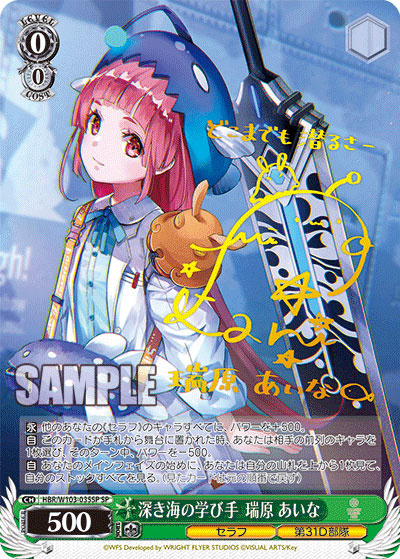 LEVEL
0
0
COST
どこまでも潜るさー
瑞原 あいな
SAMPLE
永 他のあなたの《セラフ》のキャラすべてに、パワーを＋500。
自 このカードが手札から舞台に置かれた時、あなたは相手の前列のキャラを
1枚選び、そのターン中、パワーを－500。
自 あなたのメインフェイズの始めに、あなたは自分の山札を上から1枚見て、
自分のストックすべてを見る。（見たカードは元の順番で戻す）
CH
HBR/W103-035SP SP
500
深き海の学び手 瑞原 あいな
セラフ
第31D部隊
©WFS Developed by WRIGHT FLYER STUDIOS ©VISUAL ARTS/Key